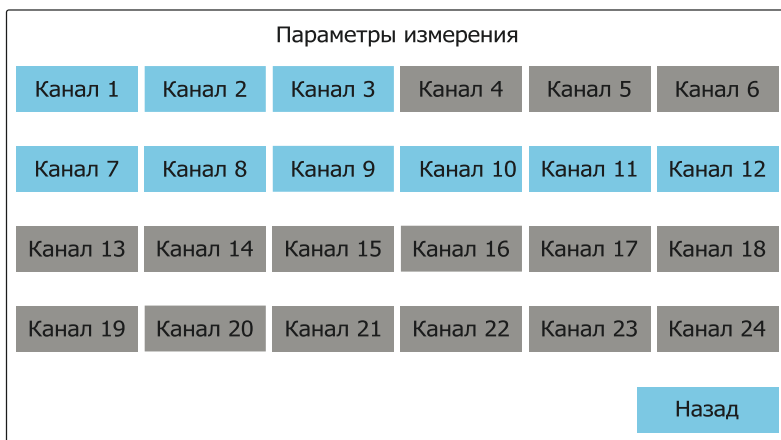 Параметры измерения
Канал 1 Канал 2 Канал 3 Канал 4 Канал 5 Канал 6
Канал 7 Канал 8 Канал 9 Канал 10 Канал 11 Канал 12
Канал 13 Канал 14 Канал 15 Канал 16 Канал 17 Канал 18
Канал 19 Канал 20 Канал 21 Канал 22 Канал 23 Канал 24
Назад